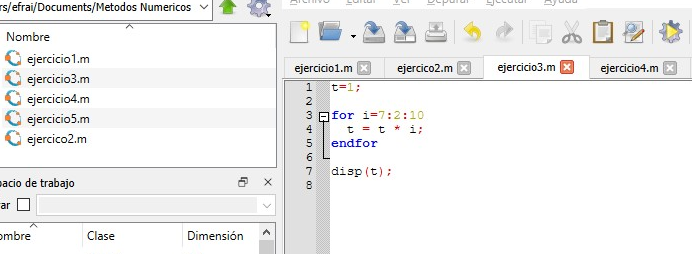 rs/efrai/Documents/Metodos Numericos
Nombre
ejercicio1.m
ejercicio3.m
ejercicio4.m
ejercicio5.m
ejercico2.m
pacio de trabajo
ar
ombre Clase Dimensión
Archivo Editar Ver Depurar Ejecutar Ayuda
ejercicio1.m ejercico2.m ejercicio3.m ejercicio4.m
1 t=1;
2
3 for i=7:2:10
4 t = t * i;
5 endfor
6
7 disp(t);
8